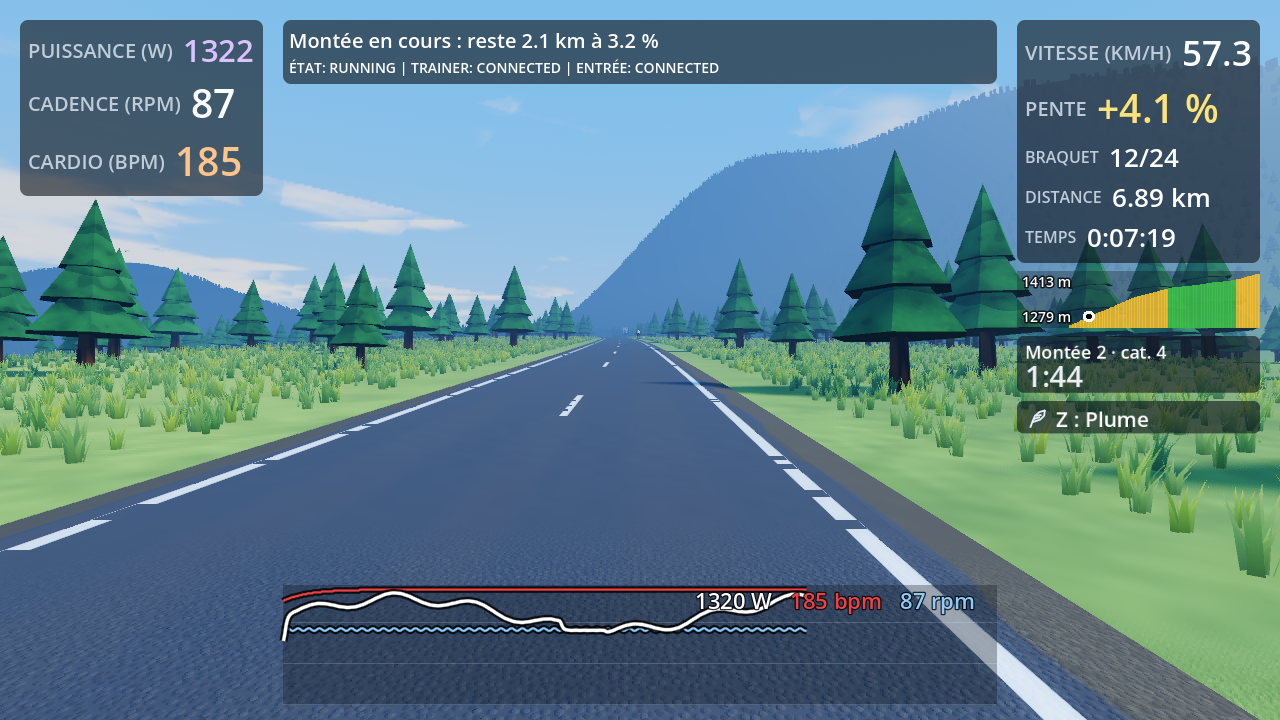 PUISSANCE (W) 1322
CADENCE (RPM) 87
CARDIO (BPM) 185
Montée en cours : reste 2.1 km à 3.2 %
ÉTAT: RUNNING | TRAINER: CONNECTED | ENTRÉE: CONNECTED
VITESSE (KM/H) 57.3
PENTE +4.1 %
BRAQUET 12/24
DISTANCE 6.89 km
TEMPS 0:07:19
1413 m
1279 m
Montée 2 · cat. 4
1:44
Z : Plume
1320 W 185 bpm 87 rpm